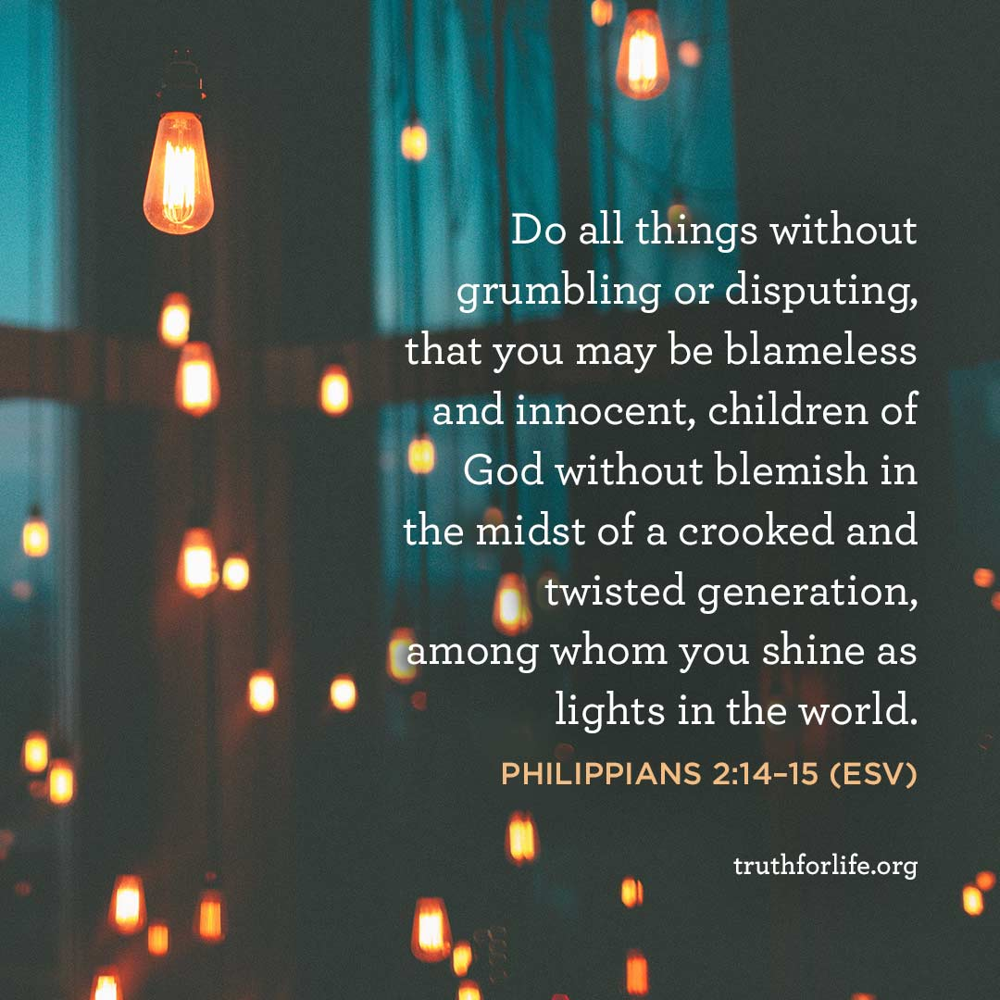 Do all things without
grumbling or disputing,
that you may be blameless
and innocent, children of
God without blemish in
the midst of a crooked and
twisted generation,
among whom you shine as
lights in the world.
PHILIPPIANS 2:14–15 (ESV)
truthforlife.org